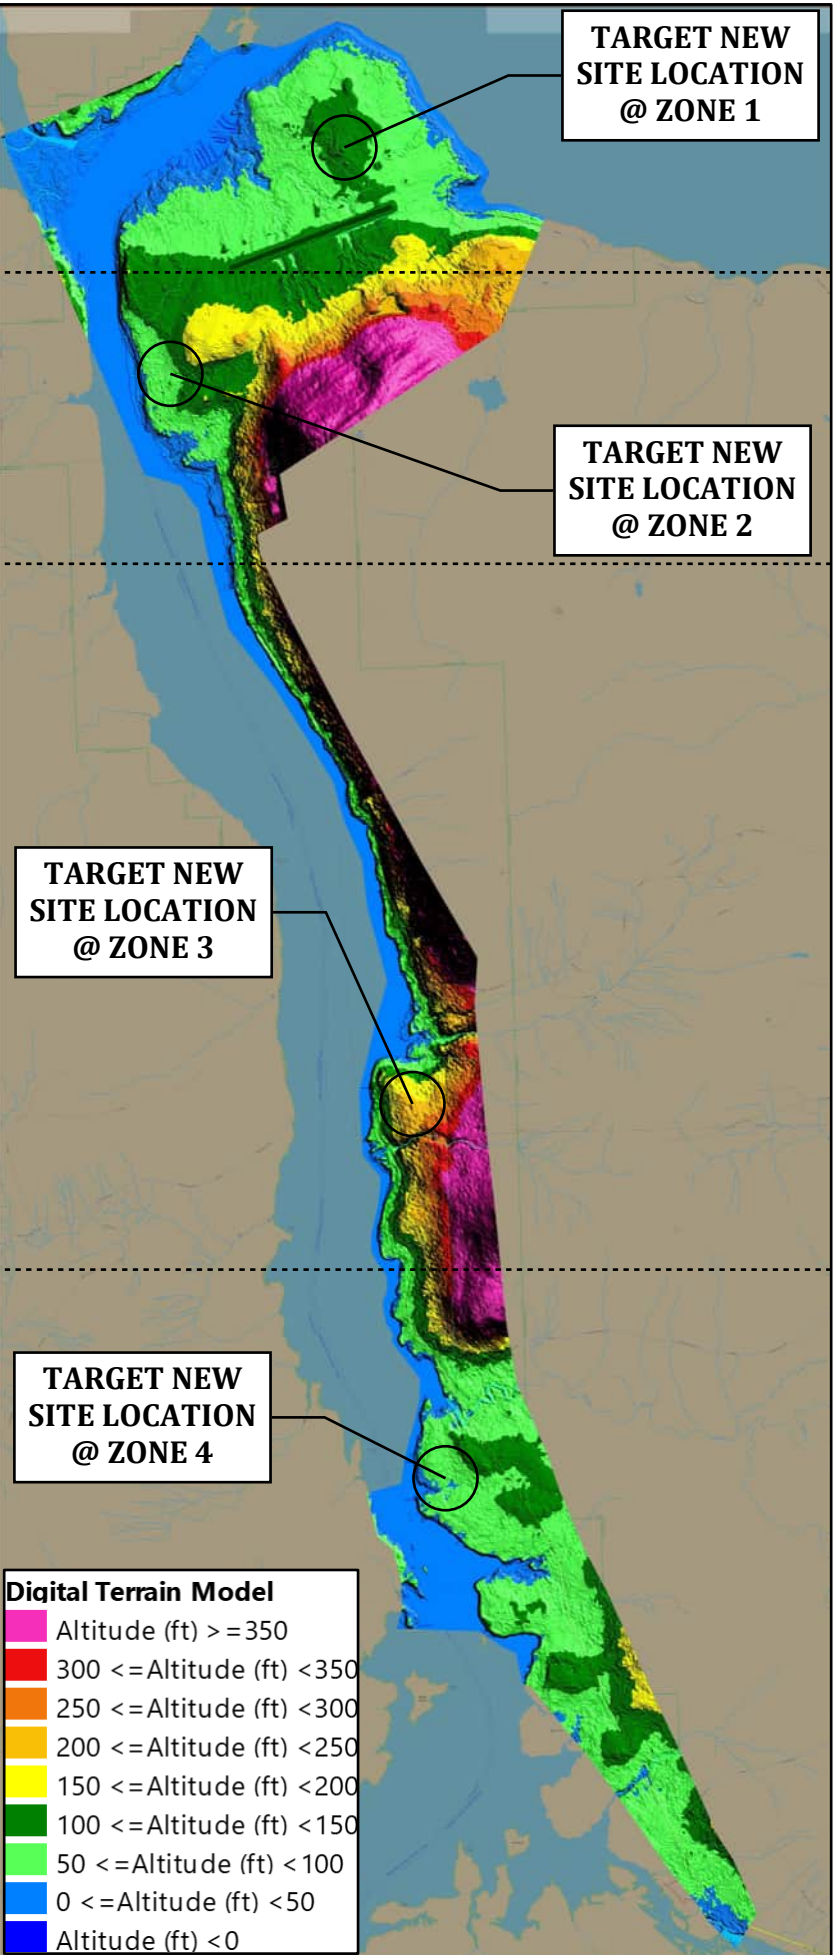 TARGET NEW
SITE LOCATION
@ ZONE 1
TARGET NEW
SITE LOCATION
@ ZONE 2
TARGET NEW
SITE LOCATION
@ ZONE 3
TARGET NEW
SITE LOCATION
@ ZONE 4
Digital Terrain Model
Altitude (ft) >=350
300 <=Altitude (ft) <350
250 <=Altitude (ft) <300
200 <=Altitude (ft) <250
150 <=Altitude (ft) <200
100 <=Altitude (ft) <150
50 <=Altitude (ft) <100
0 <=Altitude (ft) <50
Altitude (ft) <0